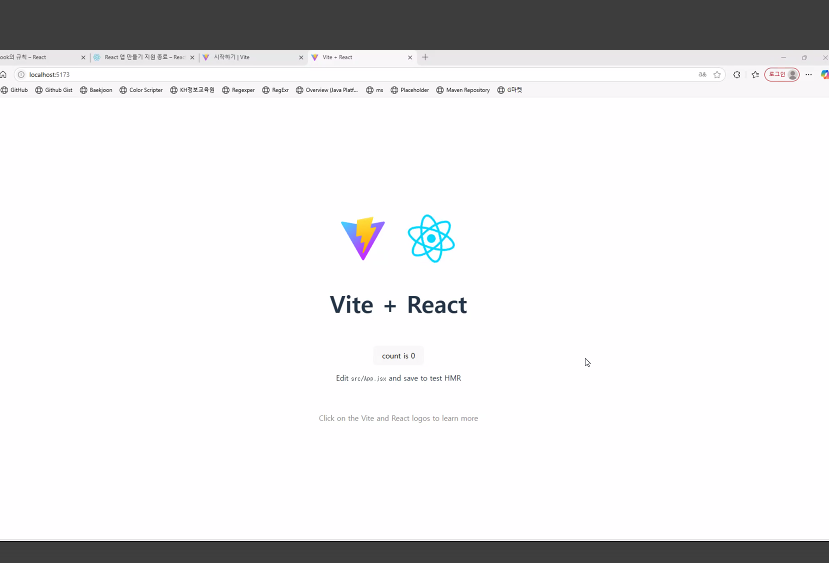 ook의 규칙 – React
React 앱 만들기 지원 종료 – Reac
시작하기 | Vite
Vite + React
localhost:5173
로그인
GitHub
Github Gist
Baekjoon
Color Scripter
KH정보교육원
Regexper
RegExr
Overview (Java Platf...
ms
Placeholder
Maven Repository
G마켓
Vite + React
count is 0
Edit src/App.jsx and save to test HMR
Click on the Vite and React logos to learn more